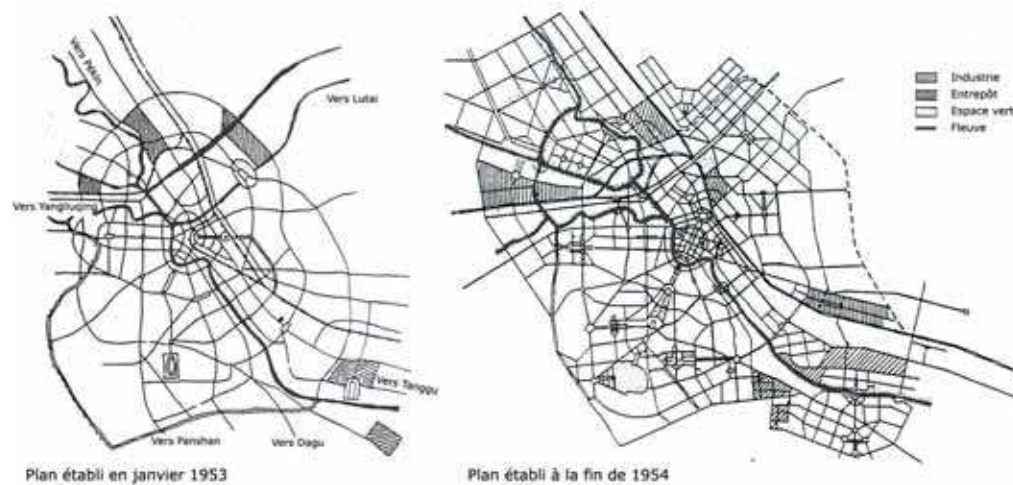 Vers Pékin
Vers Lutai
Vers Yangliuqing
Vers Tanggu
Vers Panshan
Vers Dagu
Plan établi en janvier 1953
Industrie
Entrepôt
Espace vert
Fleuve
Plan établi à la fin de 1954